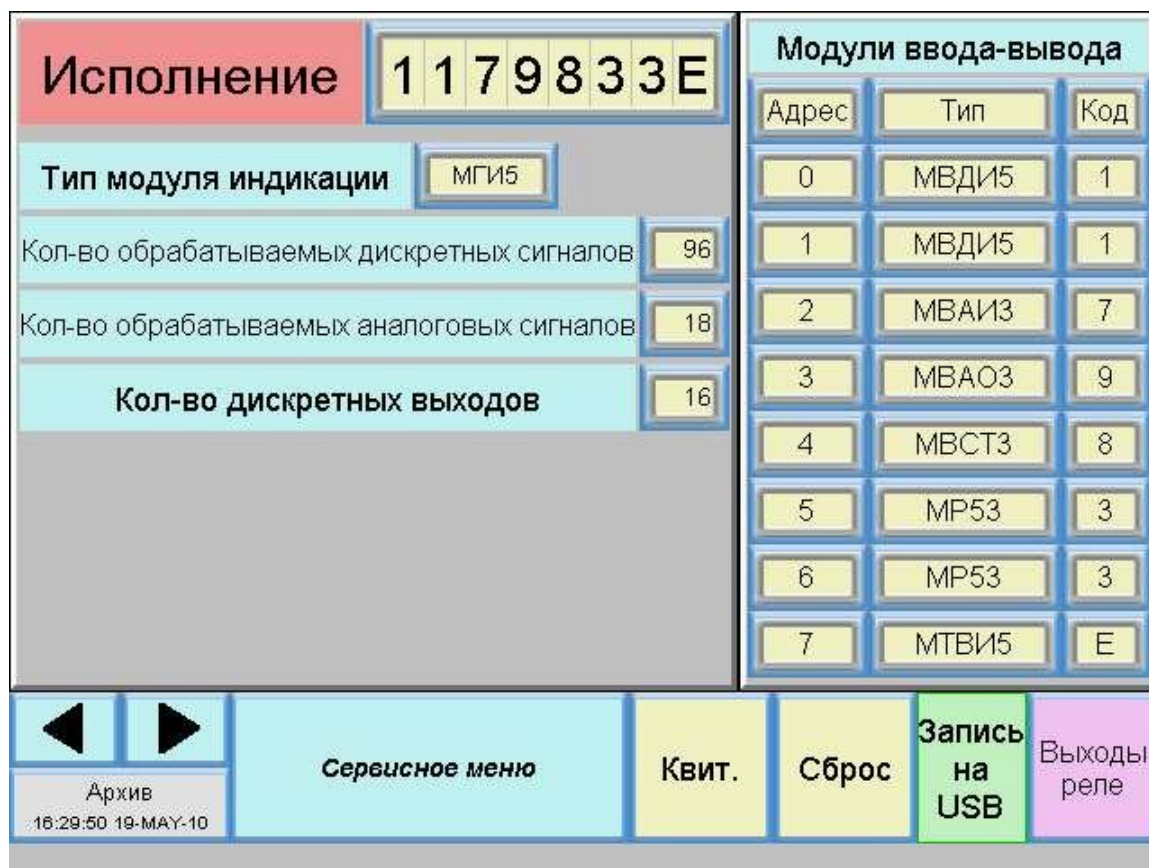 Исполнение 1179833E
Тип модуля индикации МГИ5
Кол-во обрабатываемых дискретных сигналов 96
Кол-во обрабатываемых аналоговых сигналов 18
Кол-во дискретных выходов 16
Модули ввода-вывода
Адрес Тип Код
0 МВДИ5 1
1 МВДИ5 1
2 МВАИ3 7
3 МВАО3 9
4 МВСТ3 8
5 МР53 3
6 МР53 3
7 МТВИ5 E
Архив
16:29:50 19-MAY-10
Сервисное меню
Квит.
Сброс
Запись
на
USB
Выходы
реле